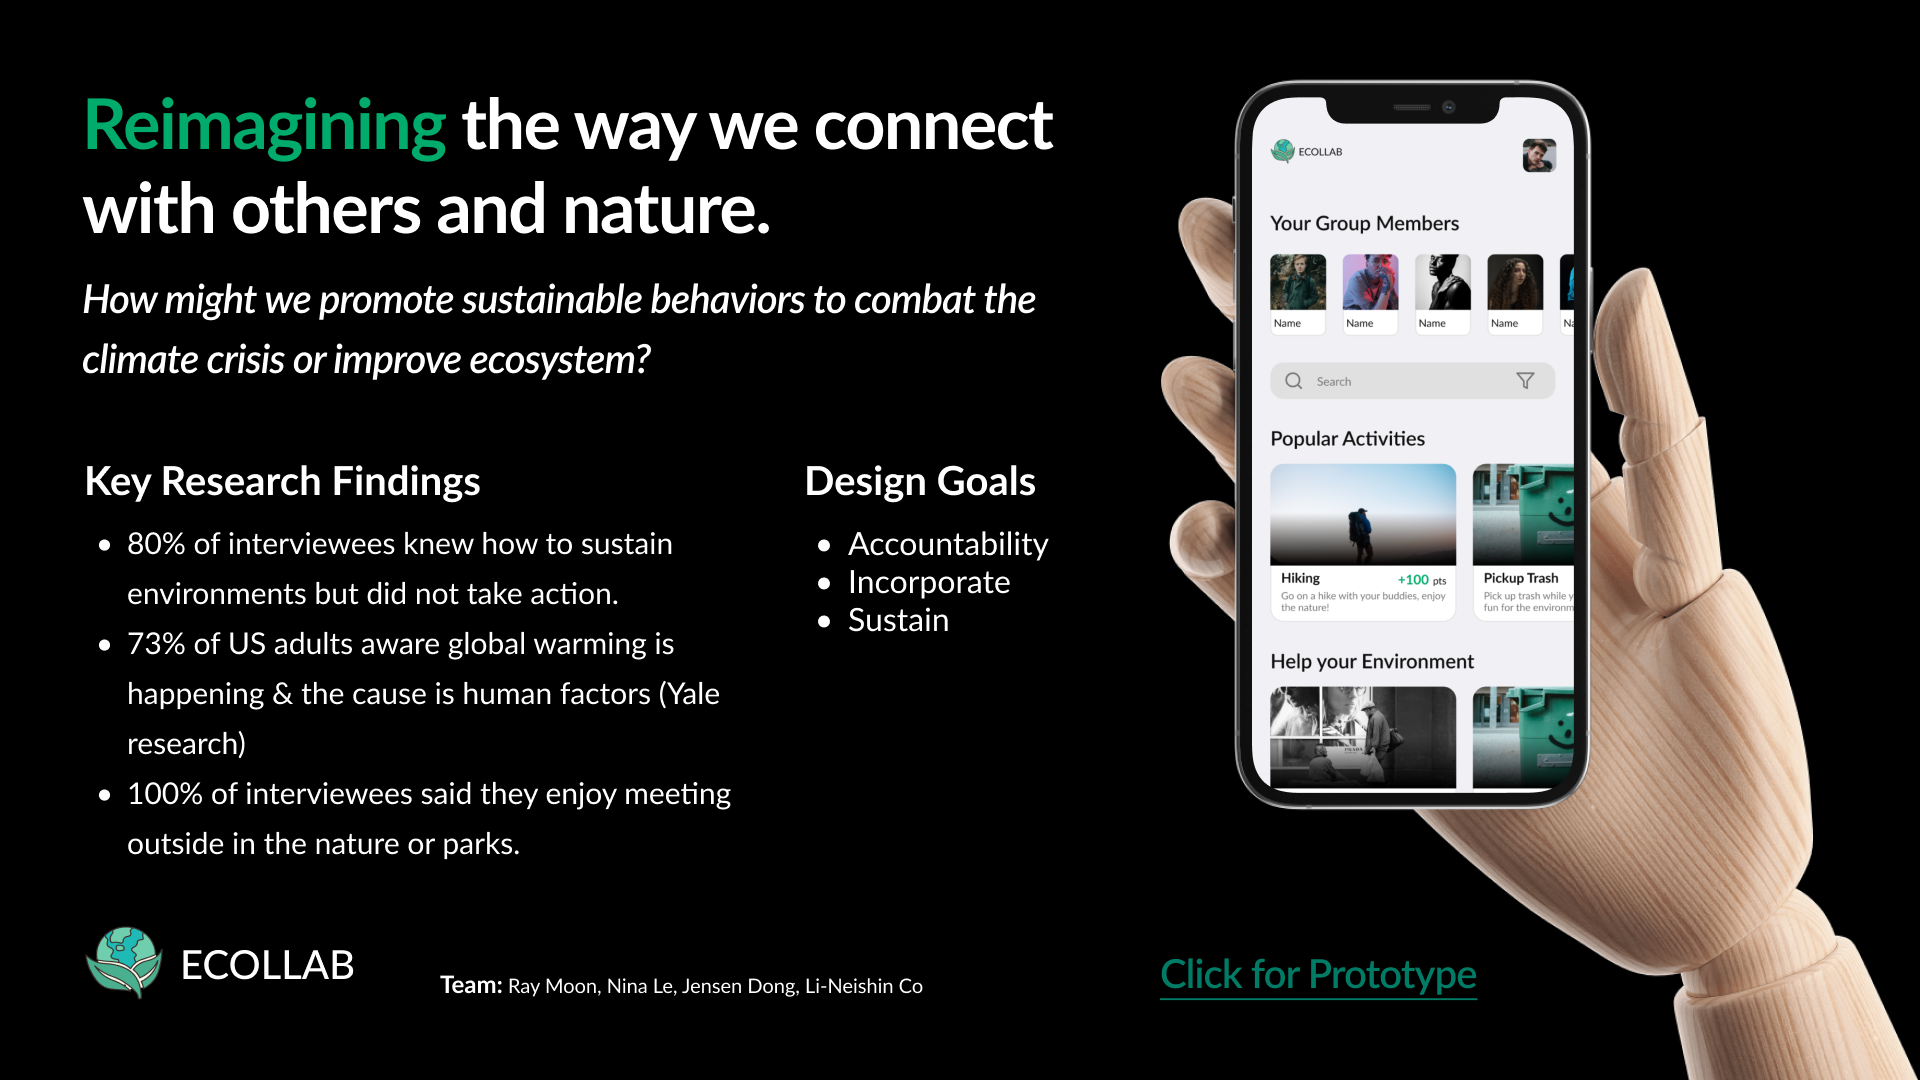 Reimagining the way we connect
with others and nature.
How might we promote sustainable behaviors to combat the
climate crisis or improve ecosystem?
Key Research Findings
• 80% of interviewees knew how to sustain
environments but did not take action.
• 73% of US adults aware global warming is
happening & the cause is human factors (Yale
research)
• 100% of interviewees said they enjoy meeting
outside in the nature or parks.
Design Goals
• Accountability
• Incorporate
• Sustain
ECOLLAB
Team: Ray Moon, Nina Le, Jensen Dong, Li-Neishin Co
Click for Prototype
ECOLLAB
Your Group Members
Name Name Name Name Na
Search
Popular Activities
Hiking +100 pts
Go on a hike with your buddies, enjoy
the nature!
Pickup Trash
Pick up trash while y
fun for the environm
Help your Environment
PRADA